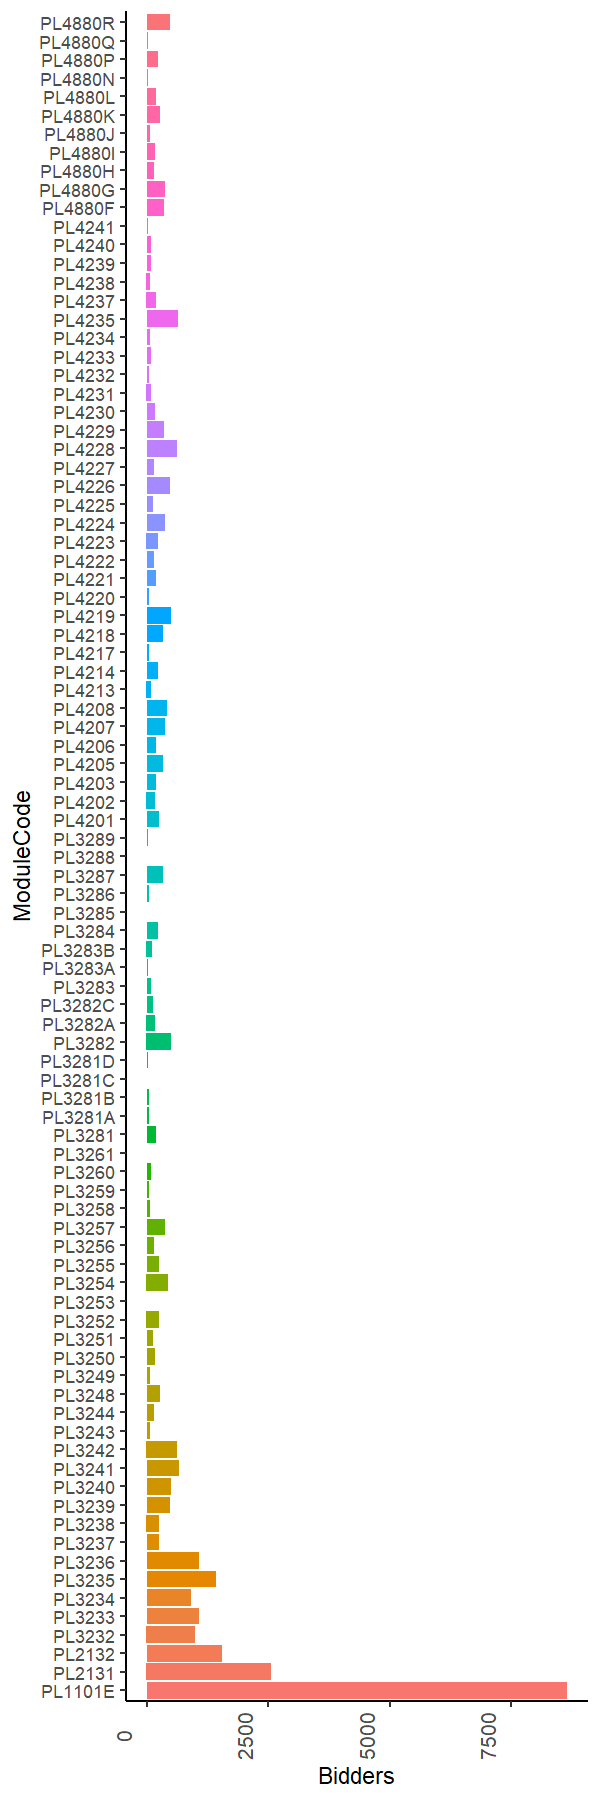 PL4880R
PL4880Q
PL4880P
PL4880N
PL4880L
PL4880K
PL4880J
PL4880I
PL4880H
PL4880G
PL4880F
PL4241
PL4240
PL4239
PL4238
PL4237
PL4235
PL4234
PL4233
PL4232
PL4231
PL4230
PL4229
PL4228
PL4227
PL4226
PL4225
PL4224
PL4223
PL4222
PL4221
PL4220
PL4219
PL4218
PL4217
PL4214
PL4213
PL4208
PL4207
PL4206
PL4205
PL4203
PL4202
PL4201
PL3289
PL3288
PL3287
PL3286
PL3285
PL3284
PL3283B
PL3283A
PL3283
PL3282C
PL3282A
PL3282
PL3281D
PL3281C
PL3281B
PL3281A
PL3281
PL3261
PL3260
PL3259
PL3258
PL3257
PL3256
PL3255
PL3254
PL3253
PL3252
PL3251
PL3250
PL3249
PL3248
PL3244
PL3243
PL3242
PL3241
PL3240
PL3239
PL3238
PL3237
PL3236
PL3235
PL3234
PL3233
PL3232
PL2132
PL2131
PL1101E
ModuleCode
0
2500
5000
7500
Bidders